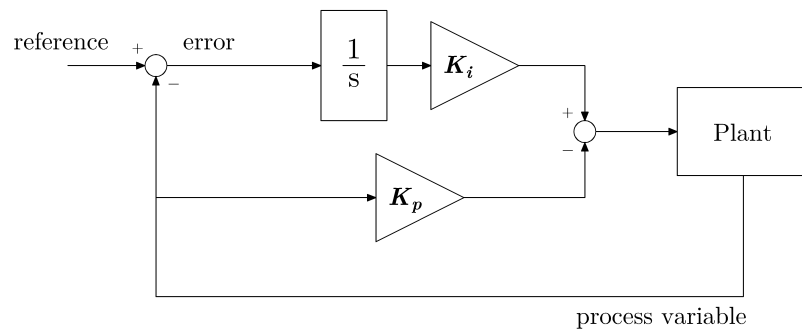 reference
+
error
−
1
s
K_i
+
−
Plant
K_p
process variable